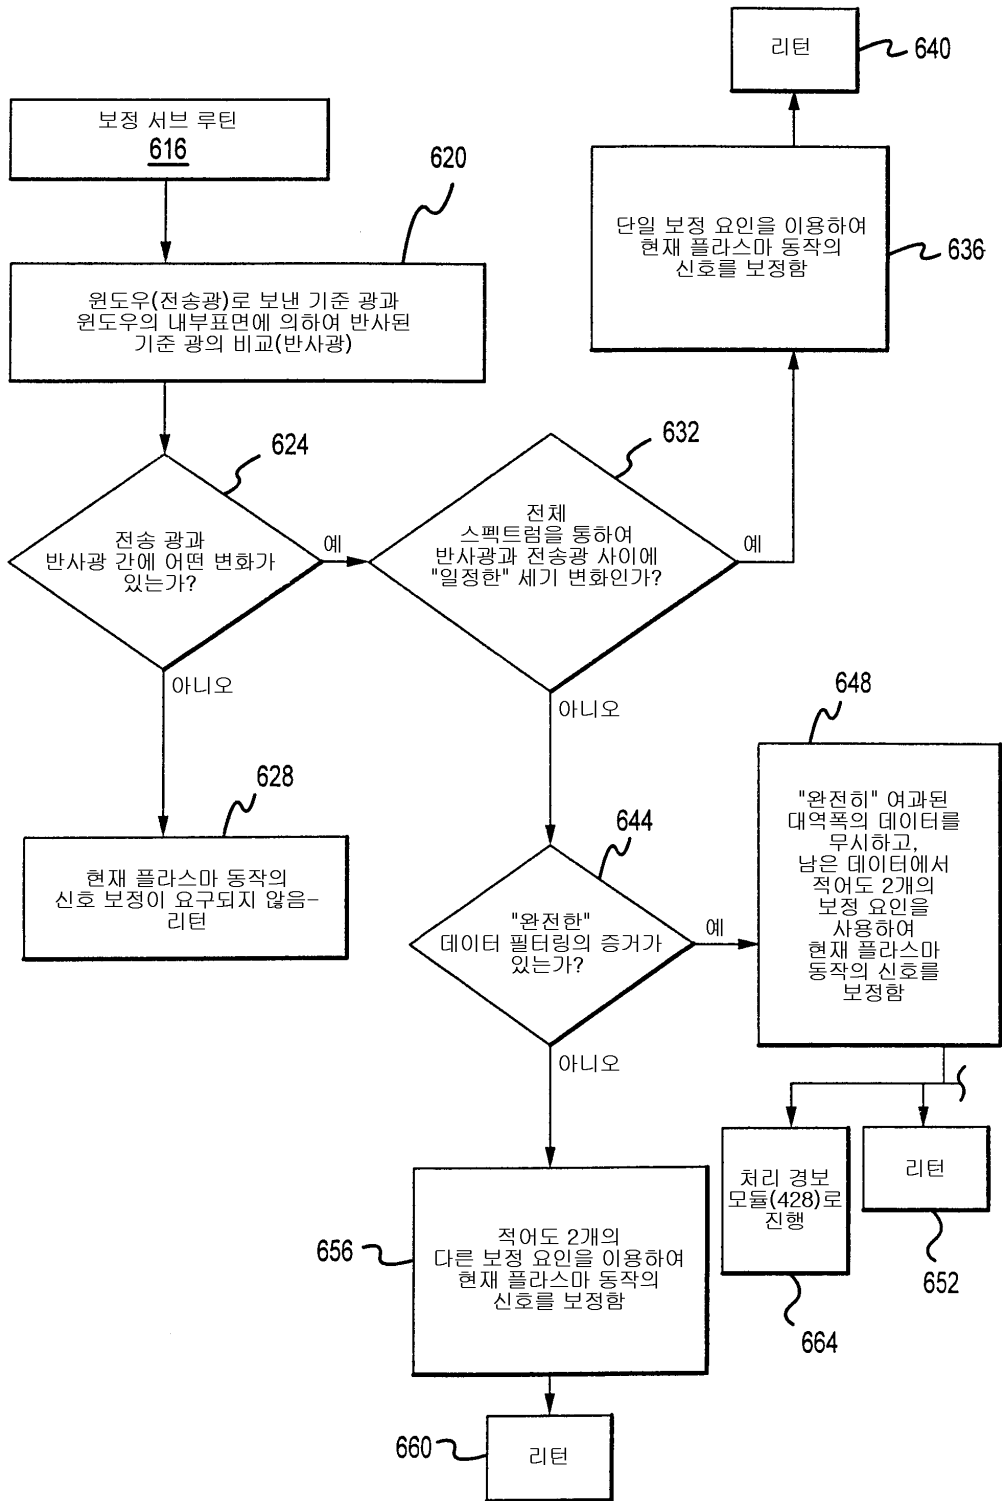 리턴
640
보정 서브 루틴
616
620
단일 보정 요인을 이용하여
현재 플라스마 동작의
신호를 보정함
636
윈도우(전송광)로 보낸 기준 광과
윈도우의 내부표면에 의하여 반사된
기준 광의 비교(반사광)
624
632
전송 광과
반사광 간에 어떤 변화가
있는가?
예
전체
스펙트럼을 통하여
반사광과 전송광 사이에
"일정한" 세기 변화인가?
예
아니오
아니오
628
현재 플라스마 동작의
신호 보정이 요구되지 않음-
리턴
644
"완전한"
데이터 필터링의 증거가
있는가?
예
648
"완전히" 여과된
대역폭의 데이터를
무시하고,
남은 데이터에서
적어도 2개의
보정 요인을
사용하여
현재 플라스마
동작의 신호를
보정함
아니오
처리 경보
모듈(428)로
진행
664
리턴
652
656
적어도 2개의
다른 보정 요인을 이용하여
현재 플라스마 동작의
신호를 보정함
660
리턴